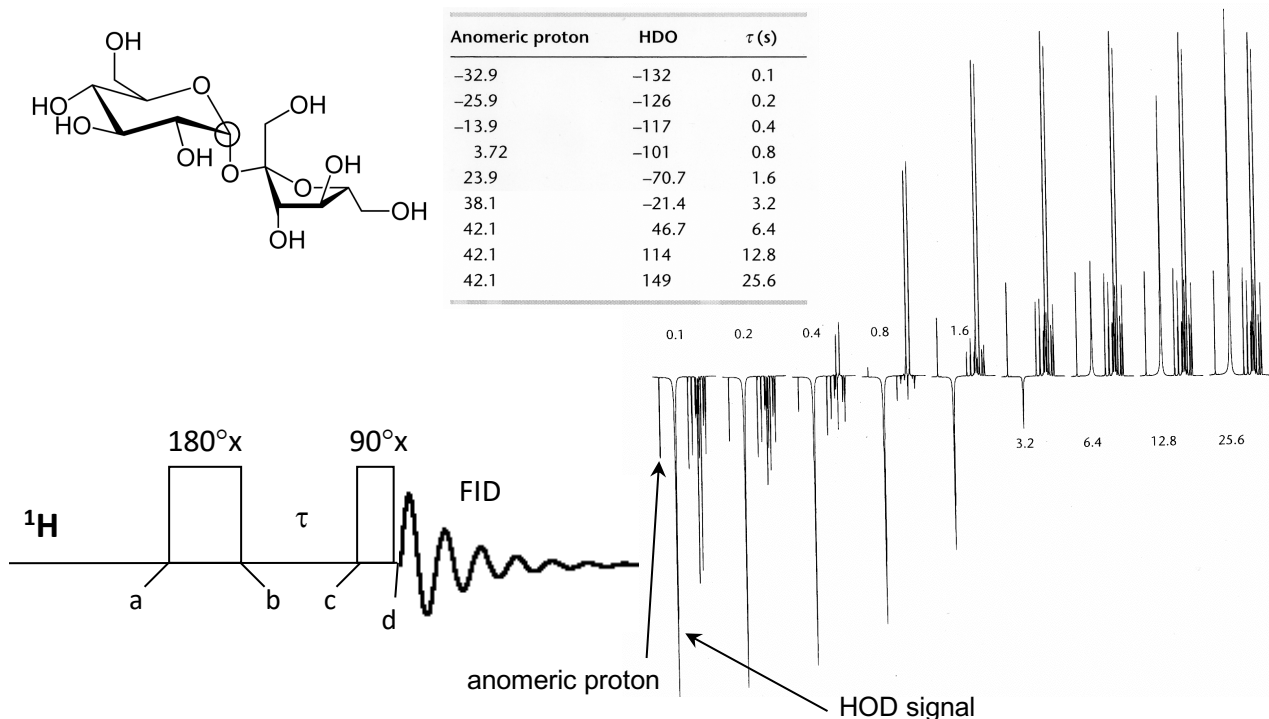 OH
HO
HO
OH
O
O
OH
OH
O
OH
OH
Anomeric proton HDO τ (s)
–32.9 –132 0.1
–25.9 –126 0.2
–13.9 –117 0.4
3.72 –101 0.8
23.9 –70.7 1.6
38.1 –21.4 3.2
42.1 46.7 6.4
42.1 114 12.8
42.1 149 25.6
0.1 0.2 0.4 0.8 1.6
3.2 6.4 12.8 25.6
180°x 90°x
¹H τ FID
a b c d
anomeric proton
HOD signal